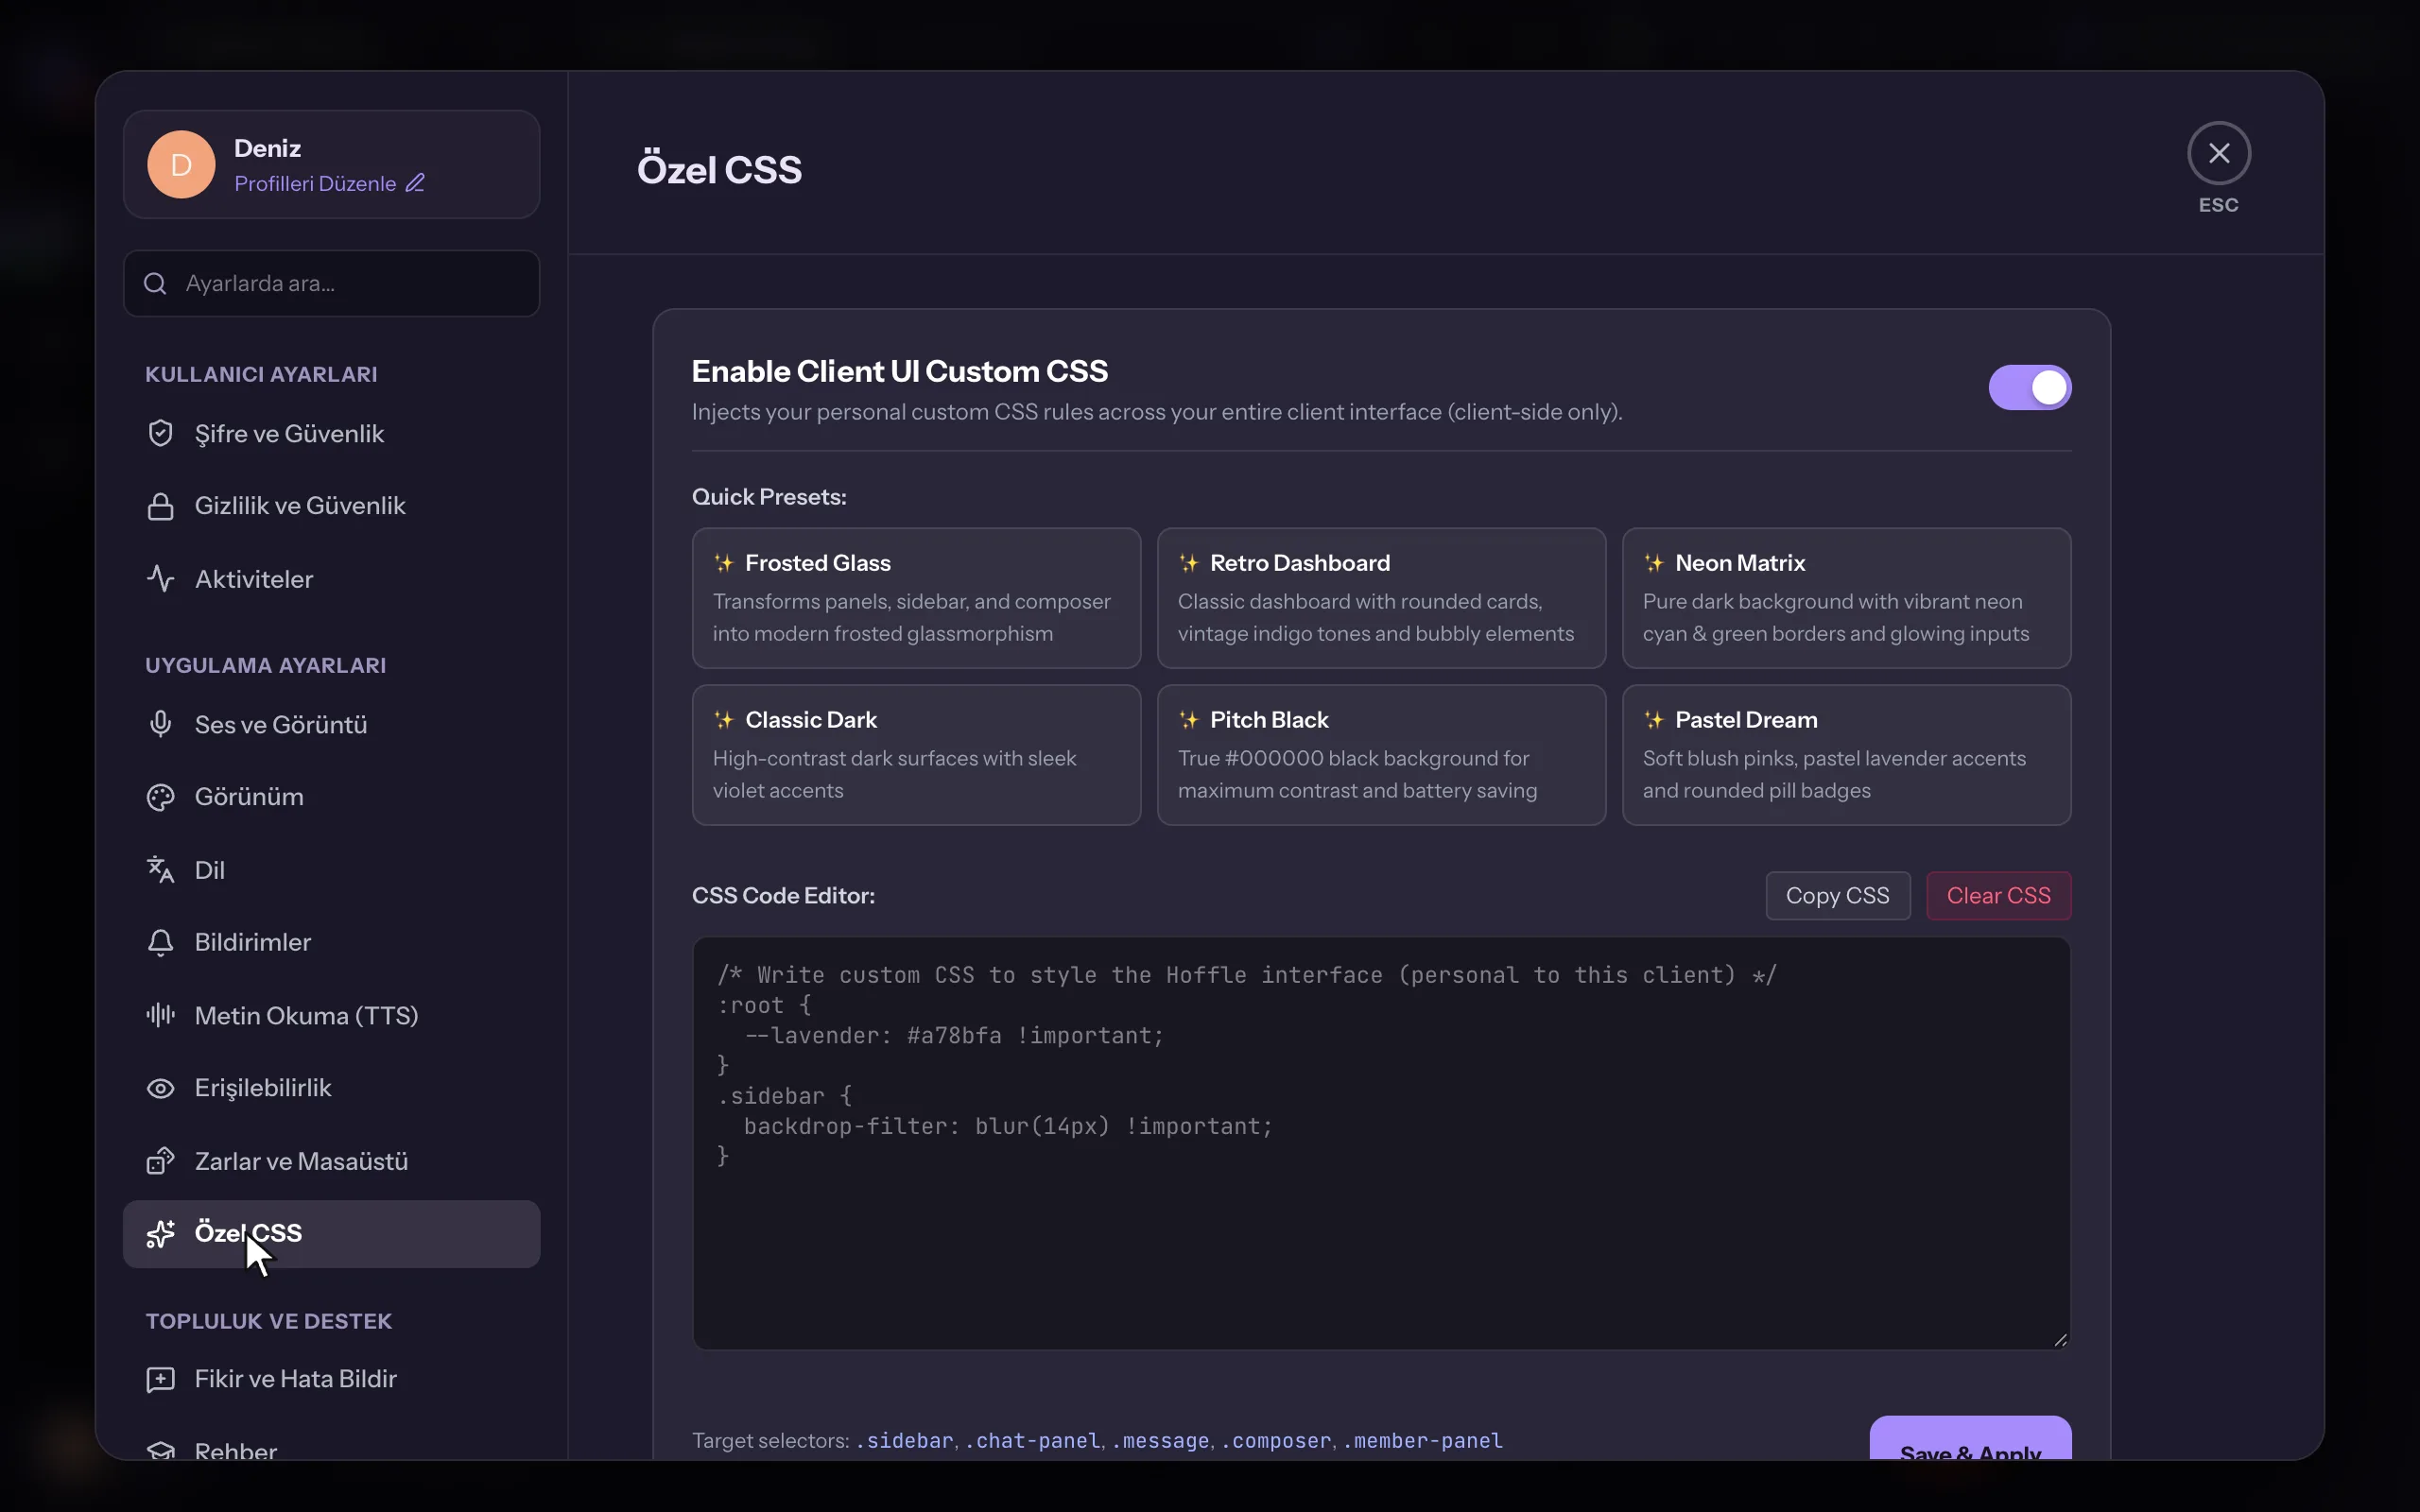 D
Deniz
Profilleri Düzenle
Ayarlarda ara...
KULLANICI AYARLARI
Şifre ve Güvenlik
Gizlilik ve Güvenlik
Aktiviteler
UYGULAMA AYARLARI
Ses ve Görüntü
Görünüm
Dil
Bildirimler
Metin Okuma (TTS)
Erişilebilirlik
Zarlar ve Masaüstü
Özel CSS
TOPLULUK VE DESTEK
Fikir ve Hata Bildir
Rehber
Özel CSS
ESC
Enable Client UI Custom CSS
Injects your personal custom CSS rules across your entire client interface (client-side only).
Quick Presets:
✨ Frosted Glass
Transforms panels, sidebar, and composer
into modern frosted glassmorphism
✨ Retro Dashboard
Classic dashboard with rounded cards,
vintage indigo tones and bubbly elements
✨ Neon Matrix
Pure dark background with vibrant neon
cyan & green borders and glowing inputs
✨ Classic Dark
High-contrast dark surfaces with sleek
violet accents
✨ Pitch Black
True #000000 black background for
maximum contrast and battery saving
✨ Pastel Dream
Soft blush pinks, pastel lavender accents
and rounded pill badges
CSS Code Editor:
Copy CSS
Clear CSS
/* Write custom CSS to style the Hoffle interface (personal to this client) */
:root {
  --lavender: #a78bfa !important;
}
.sidebar {
  backdrop-filter: blur(14px) !important;
}
Target selectors: .sidebar, .chat-panel, .message, .composer, .member-panel
Save & Apply